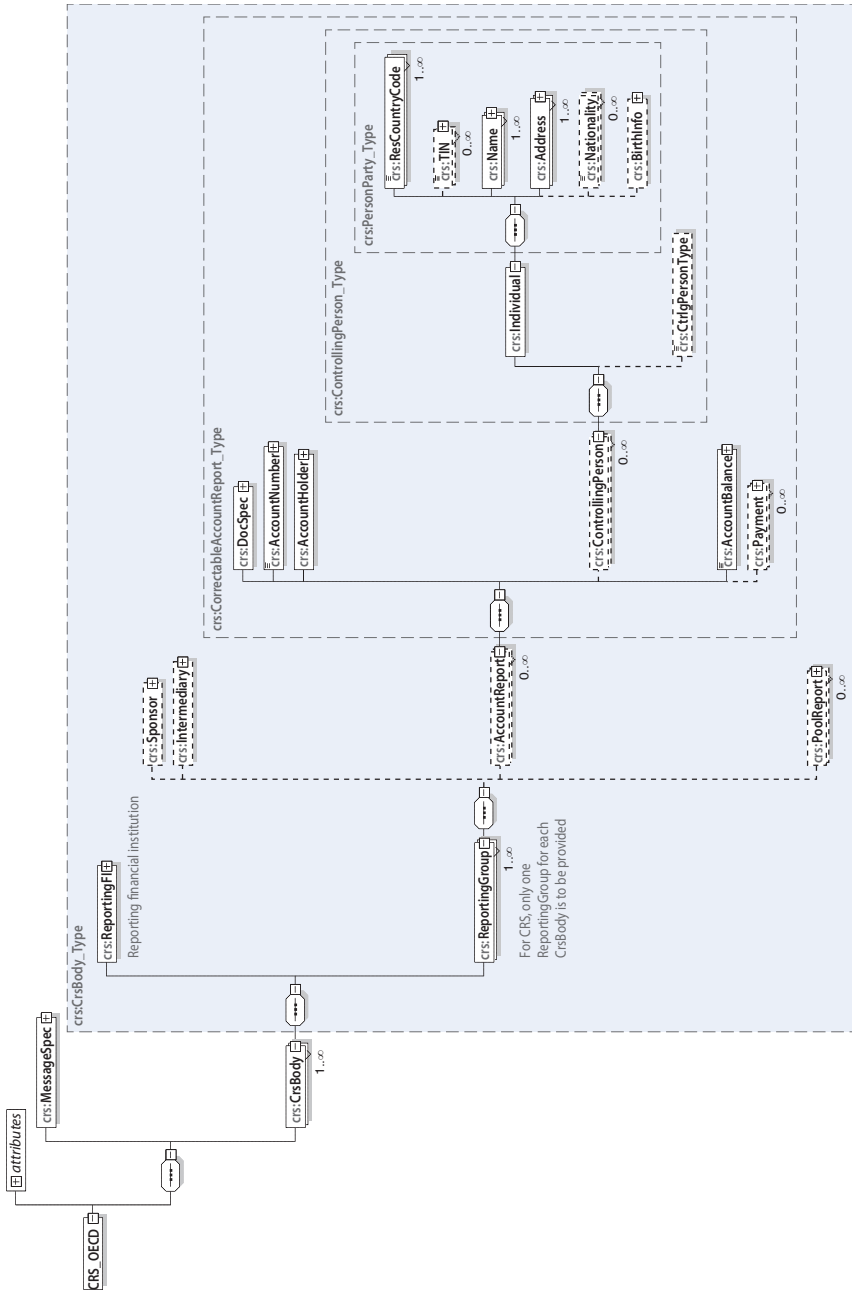 CRS_OECD
attributes
crs:MessageSpec
crs:CrsBody
1..∞
crs:CrsBody_Type
crs:ReportingFI
Reporting financial institution
crs:ReportingGroup
1..∞
For CRS, only one
ReportingGroup for each
CrsBody is to be provided
crs:Sponsor
crs:Intermediary
crs:AccountReport
0..∞
crs:PoolReport
0..∞
crs:CorrectableAccountReport_Type
crs:DocSpec
crs:AccountNumber
crs:AccountHolder
crs:ControllingPerson
0..∞
crs:AccountBalance
crs:Payment
0..∞
crs:ControllingPerson_Type
crs:Individual
crs:CtrlgPersonType
crs:PersonParty_Type
crs:ResCountryCode
1..∞
crs:TIN
0..∞
crs:Name
1..∞
crs:Address
1..∞
crs:Nationality
0..∞
crs:BirthInfo